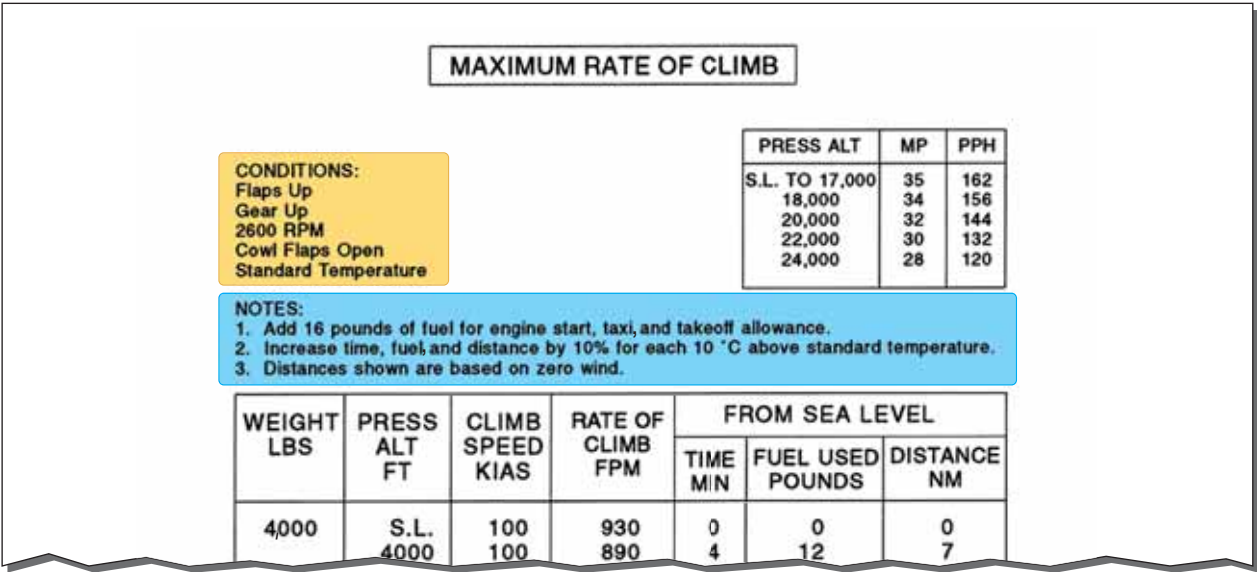 MAXIMUM RATE OF CLIMB
CONDITIONS:
Flaps Up
Gear Up
2600 RPM
Cowl Flaps Open
Standard Temperature
PRESS ALT MP PPH
S.L. TO 17,000 35 162
18,000 34 156
20,000 32 144
22,000 30 132
24,000 28 120
NOTES:
1. Add 16 pounds of fuel for engine start, taxi, and takeoff allowance.
2. Increase time, fuel, and distance by 10% for each 10 °C above standard temperature.
3. Distances shown are based on zero wind.
WEIGHT LBS PRESS ALT FT CLIMB SPEED KIAS RATE OF CLIMB FPM FROM SEA LEVEL
TIME MIN FUEL USED POUNDS DISTANCE NM
4,000 S.L. 100 930 0 0 0
4000 100 890 4 12 7